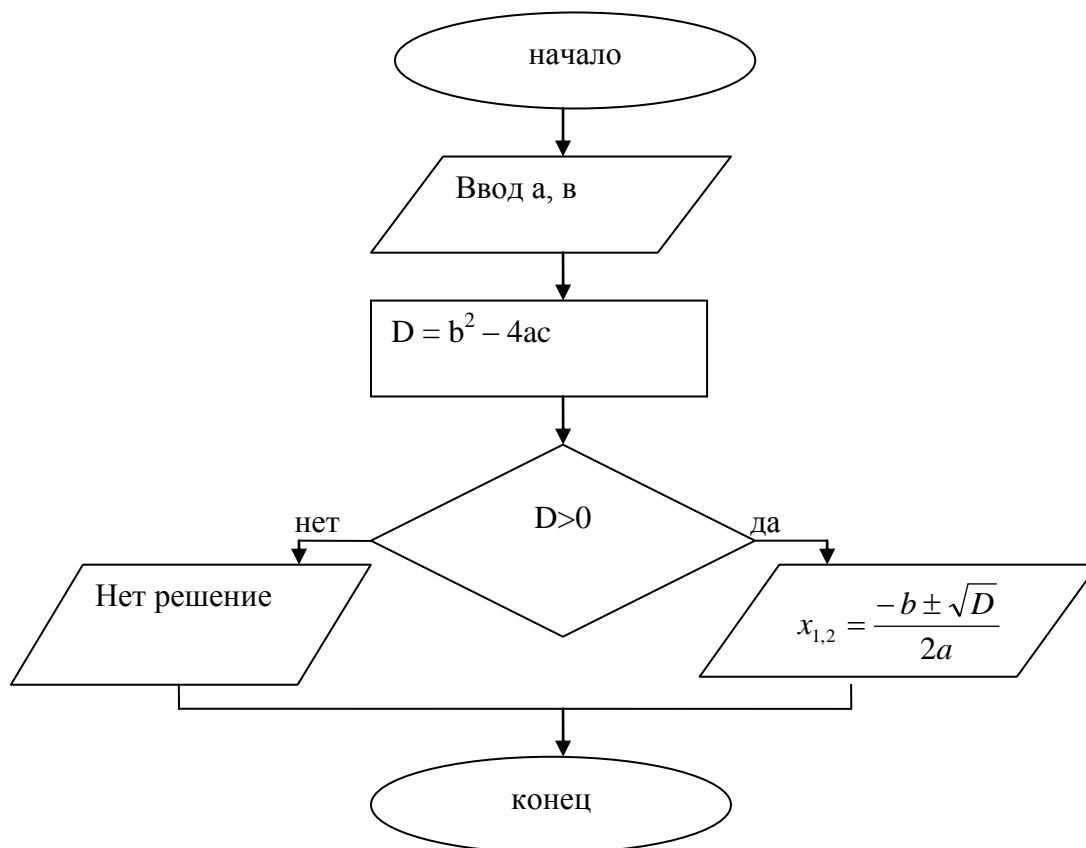 начало
Ввод а, в
D = b² – 4ac
D>0
нет
да
Нет решение
x₁,₂ = (−b ± √D) / 2a
конец